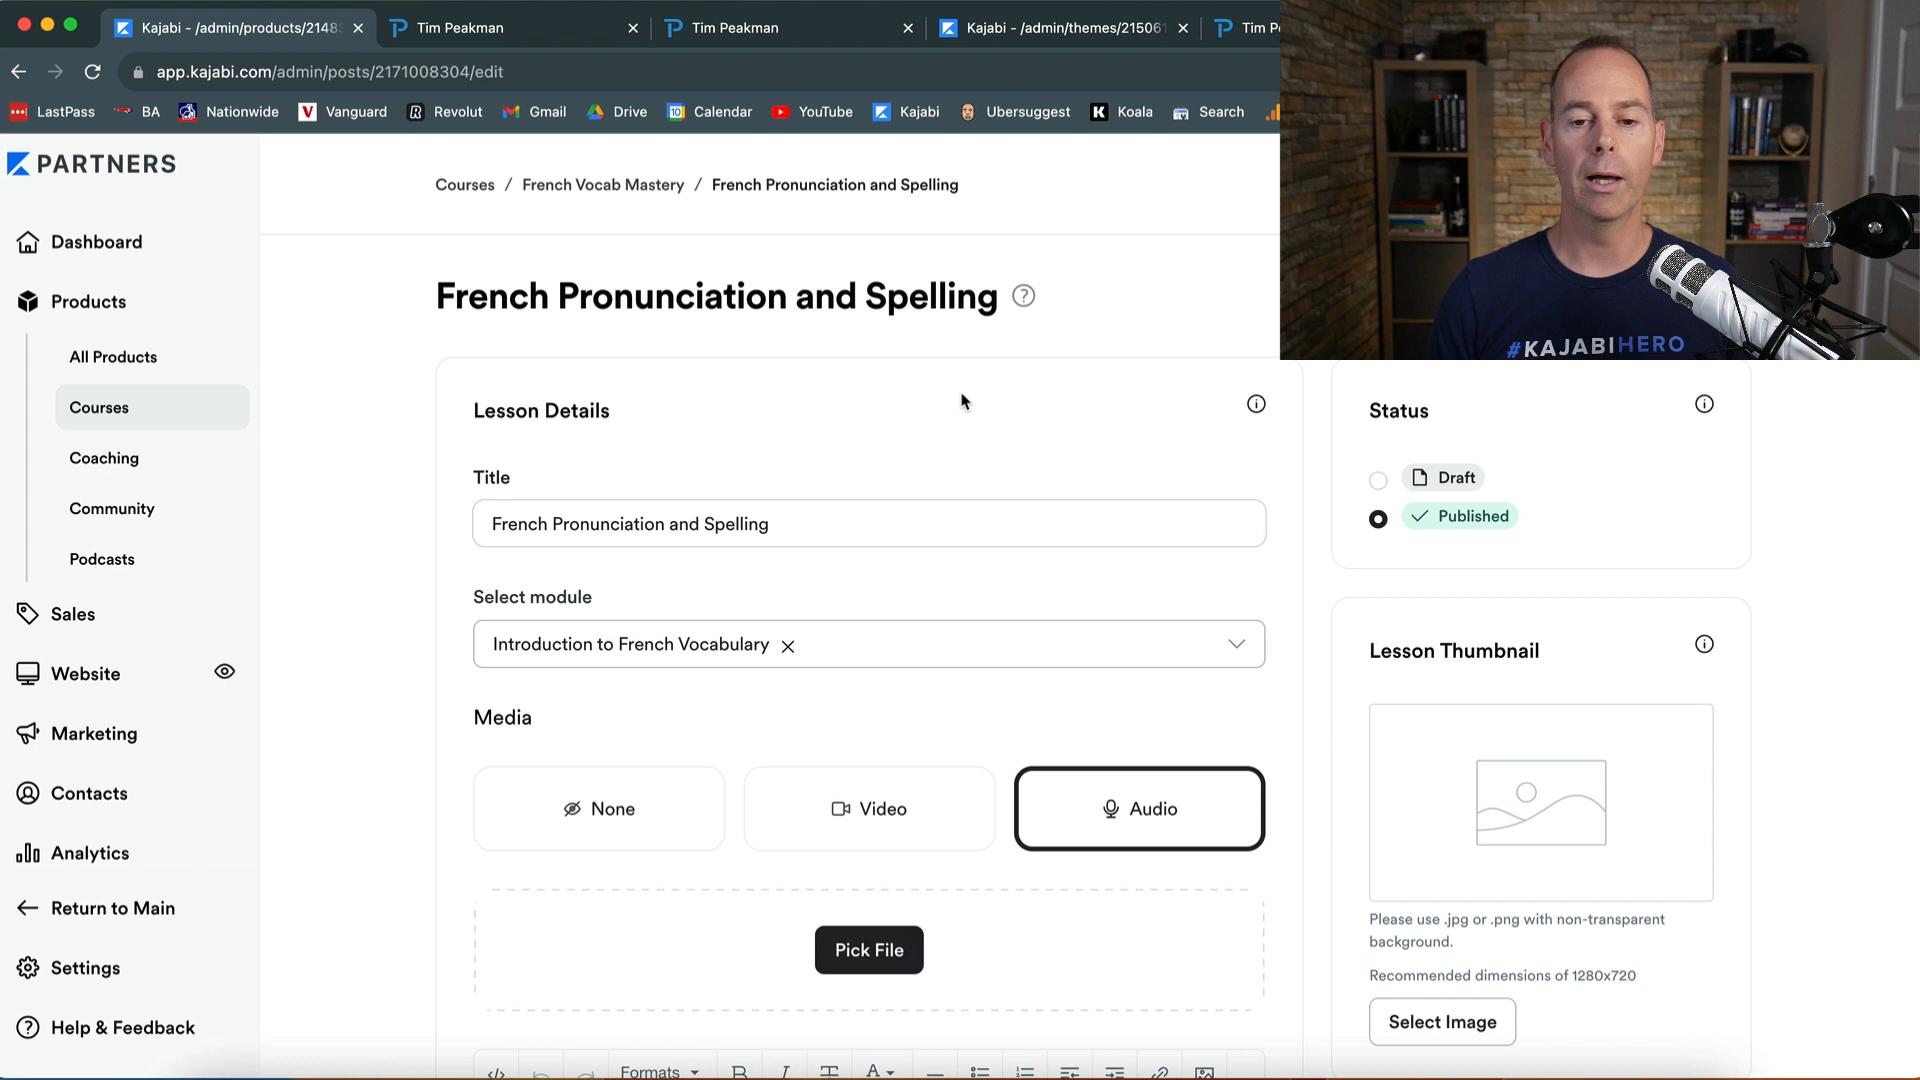 Kajabi - /admin/products/2148
Tim Peakman
Tim Peakman
Kajabi - /admin/themes/215061
Tim P
app.kajabi.com/admin/posts/2171008304/edit
LastPass
BA
Nationwide
Vanguard
Revolut
Gmail
Drive
Calendar
YouTube
Kajabi
Ubersuggest
Koala
Search
PARTNERS
Dashboard
Products
All Products
Courses
Coaching
Community
Podcasts
Sales
Website
Marketing
Contacts
Analytics
Return to Main
Settings
Help & Feedback
Courses / French Vocab Mastery / French Pronunciation and Spelling
French Pronunciation and Spelling
Lesson Details
Title
French Pronunciation and Spelling
Select module
Introduction to French Vocabulary
Media
None
Video
Audio
Pick File
Formats
Status
Draft
Published
Lesson Thumbnail
Please use .jpg or .png with non-transparent
background.
Recommended dimensions of 1280x720
Select Image
#KAJABIHERO